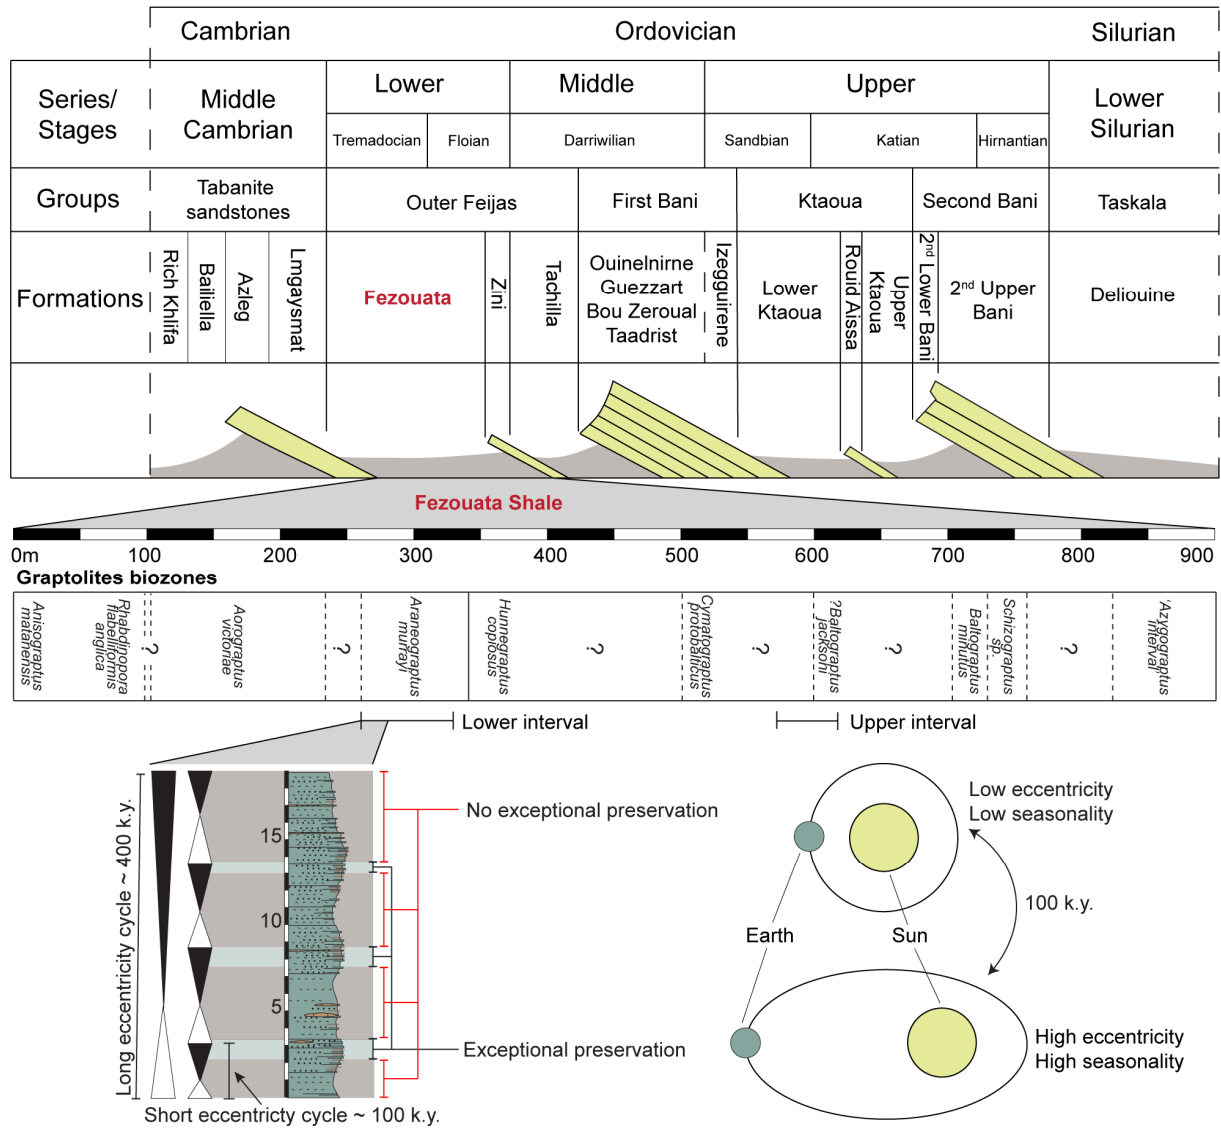 Cambrian
Ordovician
Silurian
Series/
Stages
Middle
Cambrian
Lower
Middle
Upper
Lower
Silurian
Tremadocian
Floian
Darriwilian
Sandbian
Katian
Hirnantian
Groups
Tabanite
sandstones
Outer Feijas
First Bani
Ktaoua
Second Bani
Taskala
Formations
Rich Khlifa
Bailiella
Azleg
Lmgaysmat
Fezouata
Zini
Tachilla
Ouinelnirne
Guezzart
Bou Zeroual
Taadrist
Izegguirene
Lower
Ktaoua
Rouid Aissa
Upper
Ktaoua
2nd Lower Bani
2nd Upper
Bani
Deliouine
Fezouata Shale
0m
100
200
300
400
500
600
700
800
900
Graptolites biozones
Anisograptus
matanensis
Rhabdinopora
flabelliformis
anglica
?
Aorograptus
victoriae
?
Araneograptus
murrayi
Hunnegraptus
copiosus
?
Cymatograptus
protobalticus
?
?Baltograptus
jacksoni
?
Baltograptus
minutus
Schizograptus
sp.
?
'Azygograptus
interval'
Lower interval
Upper interval
Long eccentricity cycle ~ 400 k.y.
15
10
5
No exceptional preservation
Exceptional preservation
Short eccentricty cycle ~ 100 k.y.
Low eccentricity
Low seasonality
100 k.y.
Earth
Sun
High eccentricity
High seasonality